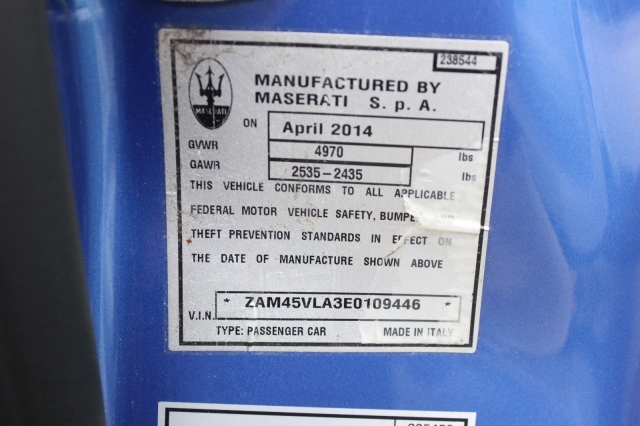 238544
MASERATI
MANUFACTURED BY
MASERATI S. p. A.
ON April 2014
GVWR 4970 lbs
GAWR 2535-2435 lbs
THIS VEHICLE CONFORMS TO ALL APPLICABLE
FEDERAL MOTOR VEHICLE SAFETY, BUMPER
THEFT PREVENTION STANDARDS IN EFFECT ON
THE DATE OF MANUFACTURE SHOWN ABOVE
V.I.N. * ZAM45VLA3E0109446 *
TYPE: PASSENGER CAR MADE IN ITALY